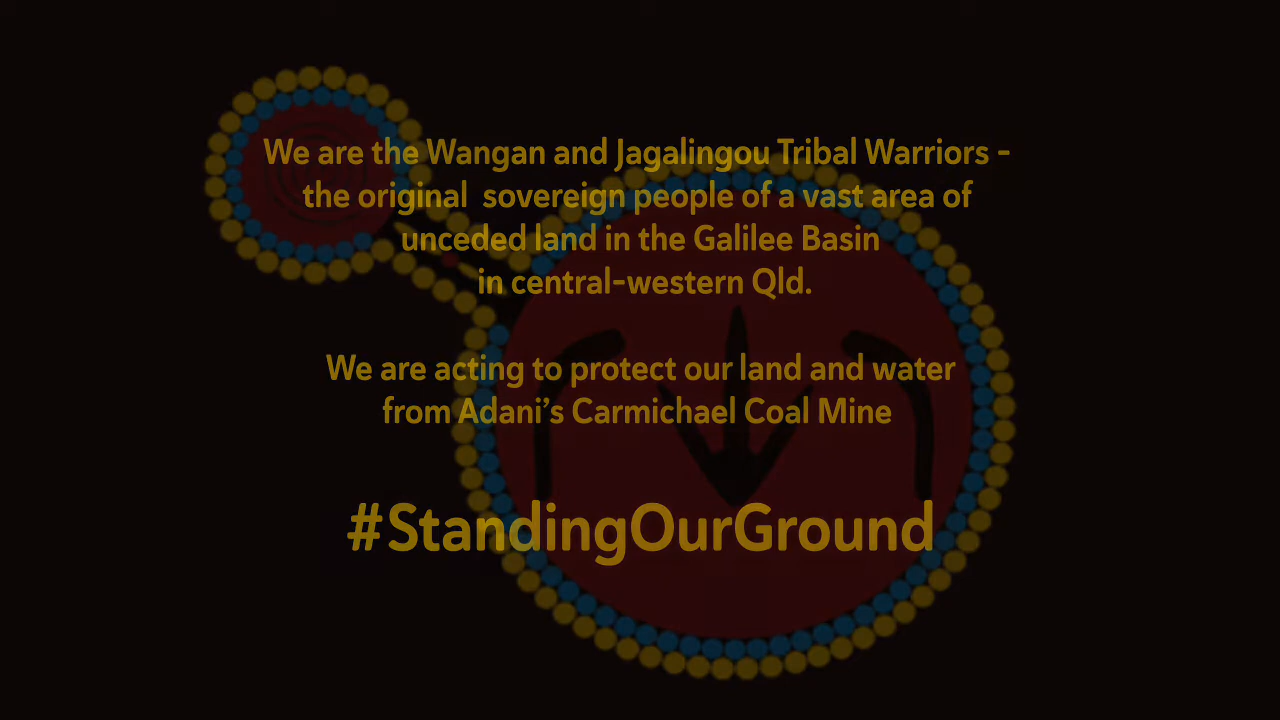 We are the Wangan and Jagalingou Tribal Warriors -
the original  sovereign people of a vast area of
unceded land in the Galilee Basin
in central-western Qld.
We are acting to protect our land and water
from Adani’s Carmichael Coal Mine
#StandingOurGround